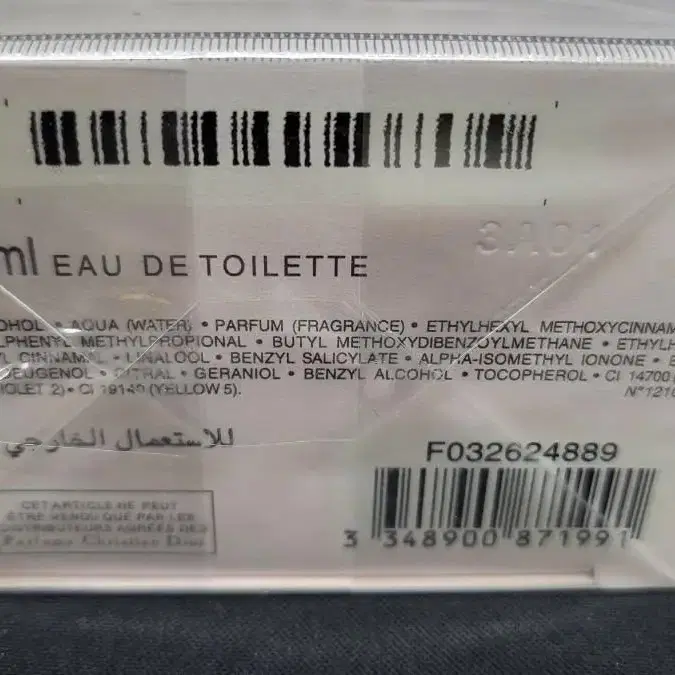 3A01
ml EAU DE TOILETTE
OHOL • AQUA (WATER) • PARFUM (FRAGRANCE) • ETHYLHEXYL METHOXYCINNAM
LPHENYL METHYLPROPIONAL • BUTYL METHOXYDIBENZOYLMETHANE • ETHYLH
YL CINNAMAL • LINALOOL • BENZYL SALICYLATE • ALPHA-ISOMETHYL IONONE • E
EUGENOL • CITRAL • GERANIOL • BENZYL ALCOHOL • TOCOPHEROL • CI 14700 (
IOLET 2) • CI 19140 (YELLOW 5). N°1210
للاستعمال الخارجي
F032624889
CET ARTICLE NE PEUT
ÊTRE VENDU QUE PAR LES
DISTRIBUTEURS AGRÉÉS DES
Parfums Christian Dior
3 348900 871991